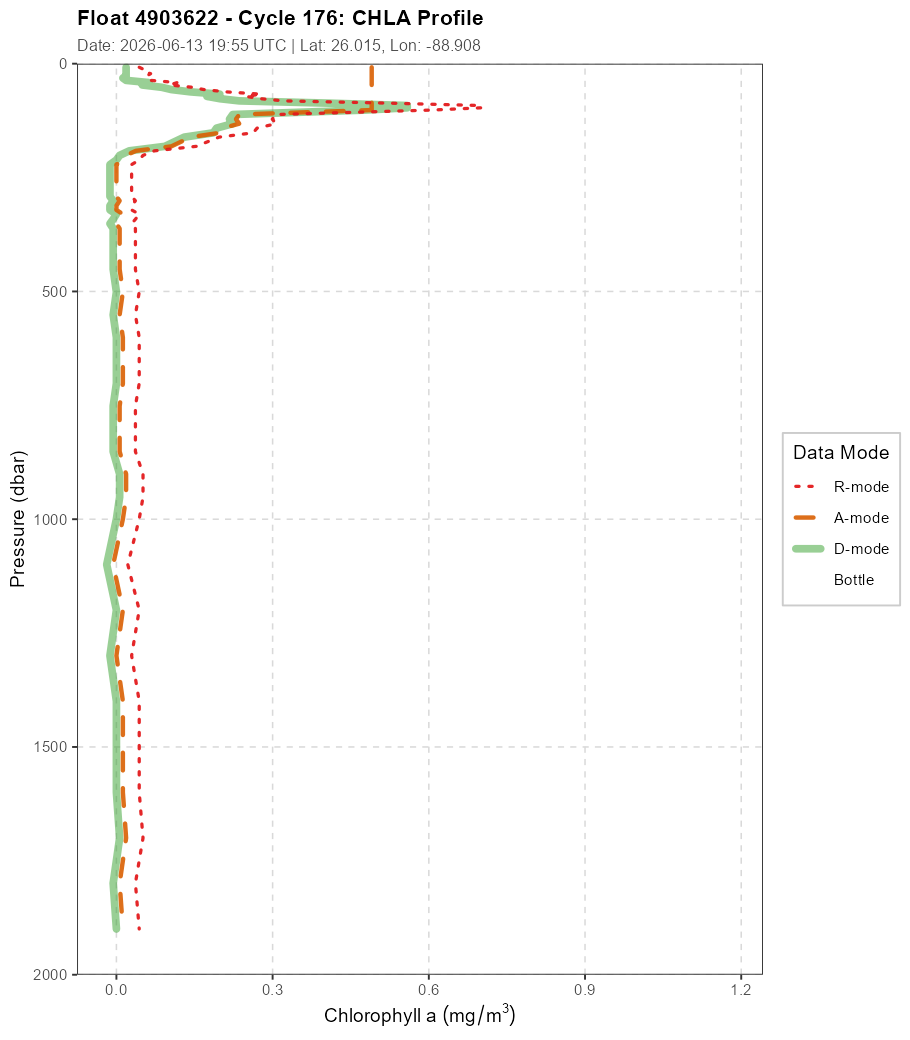 Float 4903622 - Cycle 176: CHLA Profile
Date: 2026-06-13 19:55 UTC | Lat: 26.015, Lon: -88.908
0
500
1000
1500
2000
Pressure (dbar)
0.0 0.3 0.6 0.9 1.2
Chlorophyll a (mg/m³)
Data Mode
R-mode
A-mode
D-mode
Bottle